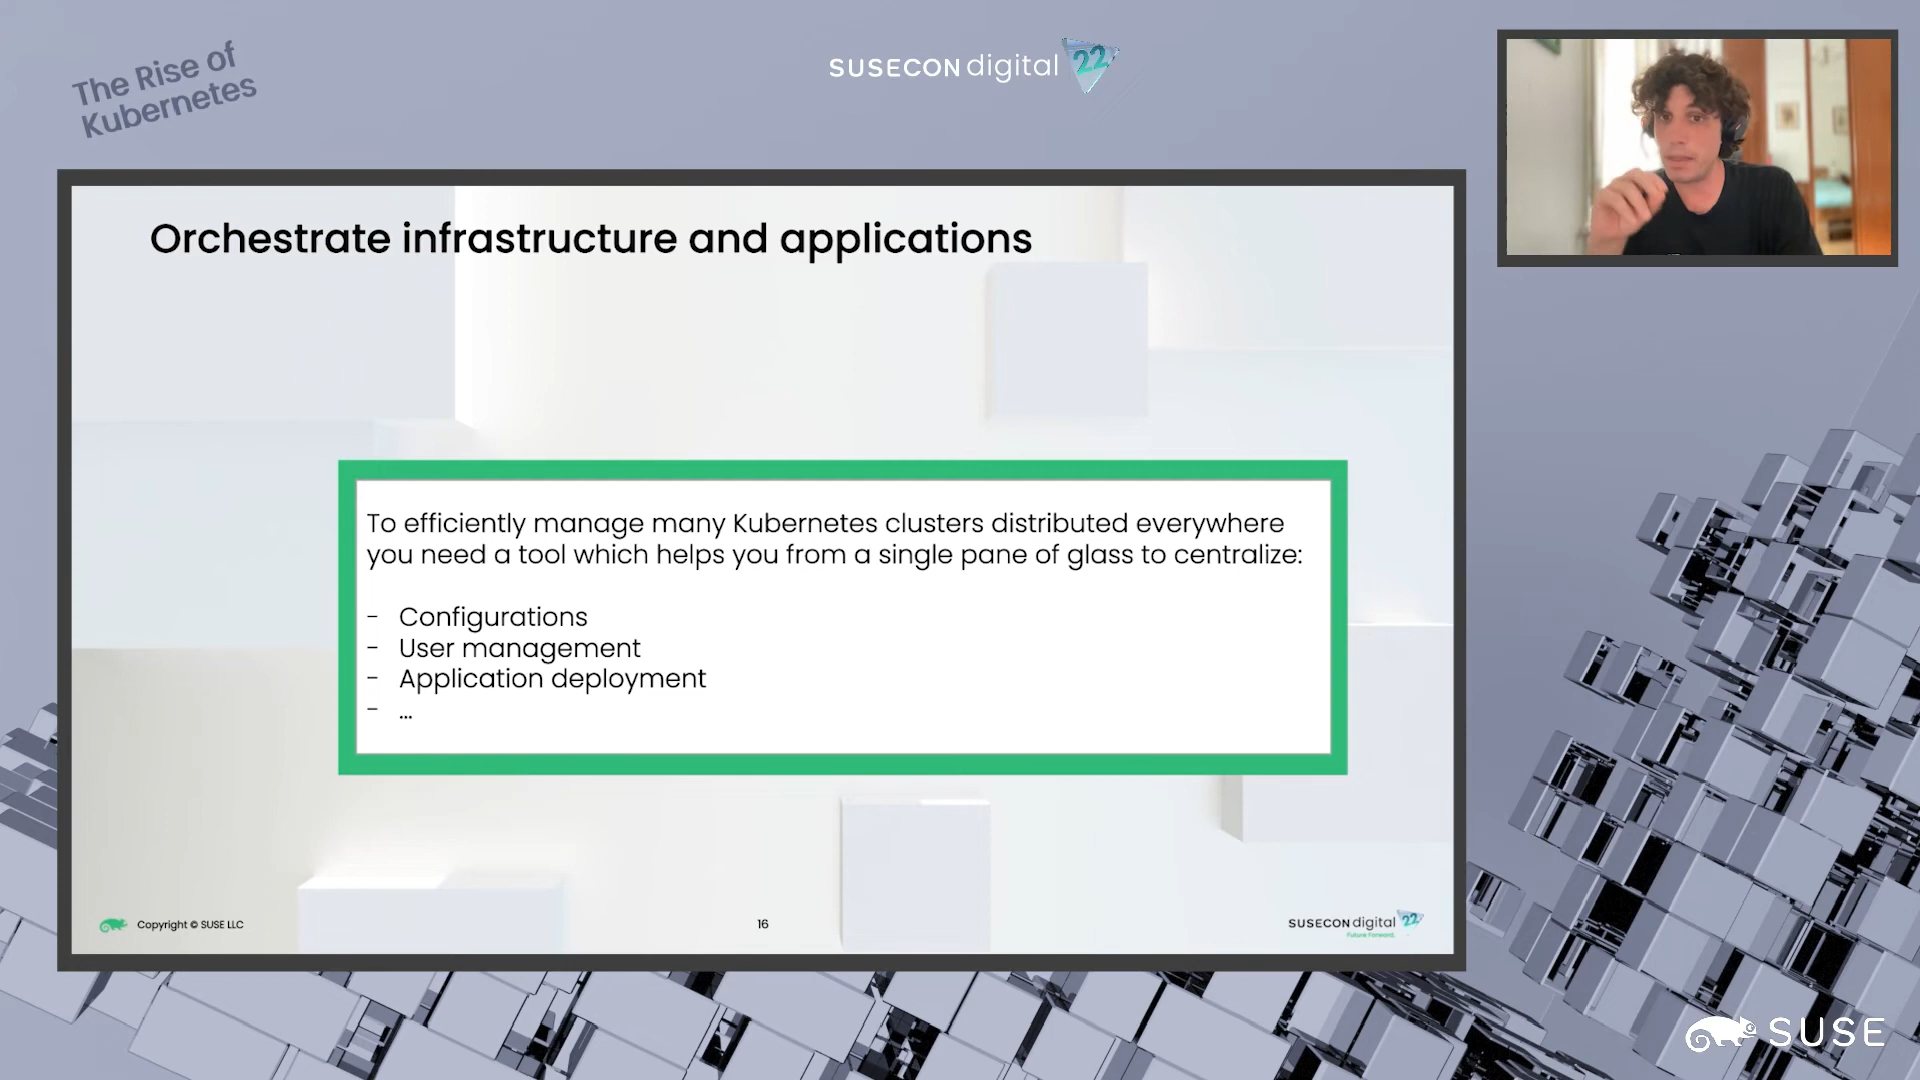 The Rise of
Kubernetes
SUSECON digital 22
Orchestrate infrastructure and applications
To efficiently manage many Kubernetes clusters distributed everywhere
you need a tool which helps you from a single pane of glass to centralize:
- Configurations
- User management
- Application deployment
- ...
Copyright © SUSE LLC
16
SUSECON digital 22
Future Forward.
SUSE